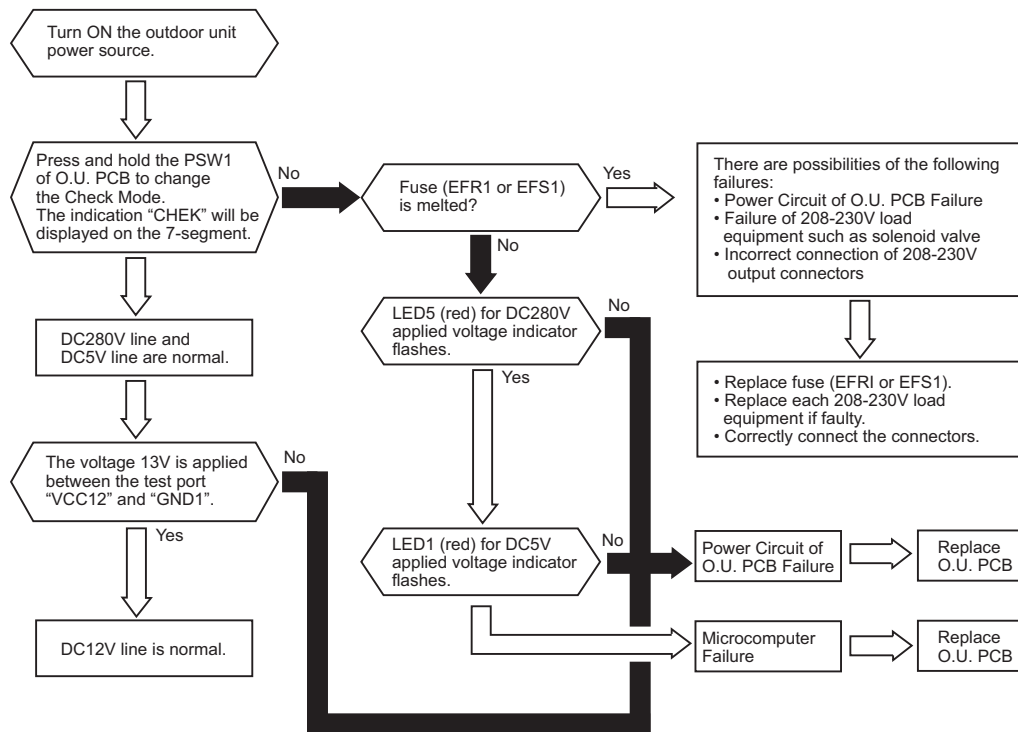 Turn ON the outdoor unit
power source.
Press and hold the PSW1
of O.U. PCB to change
the Check Mode.
The indication “CHEK” will be
displayed on the 7-segment.
No
Fuse (EFR1 or EFS1)
is melted?
Yes
There are possibilities of the following
failures:
• Power Circuit of O.U. PCB Failure
• Failure of 208-230V load
equipment such as solenoid valve
• Incorrect connection of 208-230V
output connectors
No
DC280V line and
DC5V line are normal.
LED5 (red) for DC280V
applied voltage indicator
flashes.
No
Yes
• Replace fuse (EFRI or EFS1).
• Replace each 208-230V load
equipment if faulty.
• Correctly connect the connectors.
The voltage 13V is applied
between the test port
“VCC12” and “GND1”.
No
Yes
LED1 (red) for DC5V
applied voltage indicator
flashes.
No
Power Circuit of
O.U. PCB Failure
Replace
O.U. PCB
DC12V line is normal.
Microcomputer
Failure
Replace
O.U. PCB